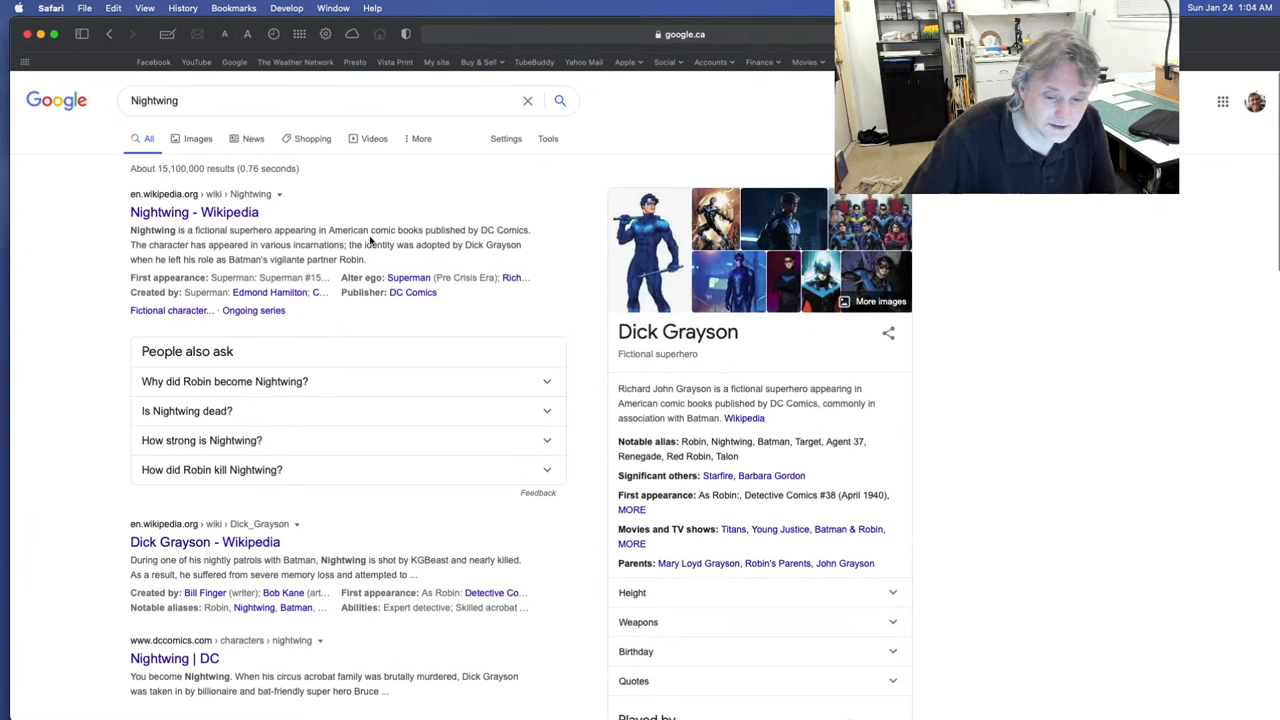 Safari File Edit View History Bookmarks Develop Window Help
Sun Jan 24 1:04 AM
google.ca
Facebook YouTube Google The Weather Network Presto Vista Print My site Buy & Sell TubeBuddy Yahoo Mail Apple Social Accounts Finance Movies
Google
Nightwing
All Images News Shopping Videos More Settings Tools
About 15,100,000 results (0.76 seconds)
en.wikipedia.org › wiki › Nightwing
Nightwing - Wikipedia
Nightwing is a fictional superhero appearing in American comic books published by DC Comics.
The character has appeared in various incarnations; the identity was adopted by Dick Grayson
when he left his role as Batman's vigilante partner Robin.
First appearance: Superman: Superman #15... Alter ego: Superman (Pre Crisis Era); Rich...
Created by: Superman: Edmond Hamilton; C... Publisher: DC Comics
Fictional character... · Ongoing series
People also ask
Why did Robin become Nightwing?
Is Nightwing dead?
How strong is Nightwing?
How did Robin kill Nightwing?
Feedback
en.wikipedia.org › wiki › Dick_Grayson
Dick Grayson - Wikipedia
During one of his nightly patrols with Batman, Nightwing is shot by KGBeast and nearly killed.
As a result, he suffered from severe memory loss and attempted to ...
Created by: Bill Finger (writer); Bob Kane (art... First appearance: As Robin: Detective Co...
Notable aliases: Robin, Nightwing, Batman, ... Abilities: Expert detective; Skilled acrobat ...
www.dccomics.com › characters › nightwing
Nightwing | DC
You become Nightwing. When his circus acrobat family was brutally murdered, Dick Grayson
was taken in by billionaire and bat-friendly super hero Bruce ...
More images
Dick Grayson
Fictional superhero
Richard John Grayson is a fictional superhero appearing in
American comic books published by DC Comics, commonly in
association with Batman. Wikipedia
Notable alias: Robin, Nightwing, Batman, Target, Agent 37,
Renegade, Red Robin, Talon
Significant others: Starfire, Barbara Gordon
First appearance: As Robin:, Detective Comics #38 (April 1940),
MORE
Movies and TV shows: Titans, Young Justice, Batman & Robin,
MORE
Parents: Mary Loyd Grayson, Robin's Parents, John Grayson
Height
Weapons
Birthday
Quotes
Played by